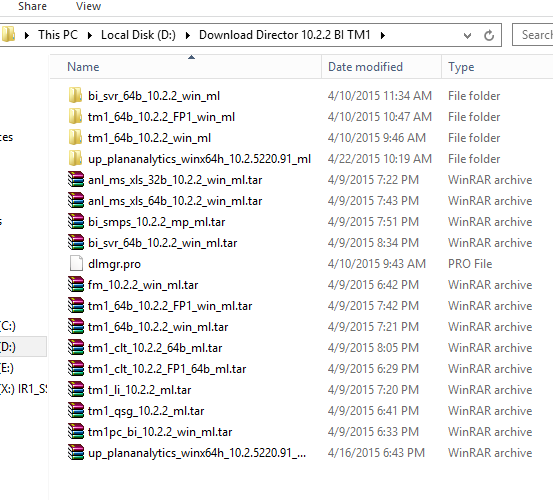 Share View
This PC Local Disk (D:) Download Director 10.2.2 BI TM1 Searc
Name Date modified Type
bi_svr_64b_10.2.2_win_ml 4/10/2015 11:34 AM File folder
tm1_64b_10.2.2_FP1_win_ml 4/10/2015 10:47 AM File folder
tm1_64b_10.2.2_win_ml 4/10/2015 9:46 AM File folder
up_plananalytics_winx64h_10.2.5220.91_ml 4/22/2015 10:19 AM File folder
anl_ms_xls_32b_10.2.2_win_ml.tar 4/9/2015 7:22 PM WinRAR archive
anl_ms_xls_64b_10.2.2_win_ml.tar 4/9/2015 7:43 PM WinRAR archive
bi_smps_10.2.2_mp_ml.tar 4/9/2015 7:51 PM WinRAR archive
bi_svr_64b_10.2.2_win_ml.tar 4/9/2015 8:34 PM WinRAR archive
dlmgr.pro 4/10/2015 9:43 AM PRO File
fm_10.2.2_win_ml.tar 4/9/2015 6:42 PM WinRAR archive
tm1_64b_10.2.2_FP1_win_ml.tar 4/9/2015 7:42 PM WinRAR archive
tm1_64b_10.2.2_win_ml.tar 4/9/2015 7:21 PM WinRAR archive
tm1_clt_10.2.2_64b_ml.tar 4/9/2015 8:05 PM WinRAR archive
tm1_clt_10.2.2_FP1_64b_ml.tar 4/9/2015 6:29 PM WinRAR archive
tm1_li_10.2.2_ml.tar 4/9/2015 7:20 PM WinRAR archive
tm1_qsg_10.2.2_ml.tar 4/9/2015 6:41 PM WinRAR archive
tm1pc_bi_10.2.2_win_ml.tar 4/9/2015 6:33 PM WinRAR archive
up_plananalytics_winx64h_10.2.5220.91_... 4/16/2015 6:43 PM WinRAR archive
ces
s
(C:)
(D:)
(E:)
(X:) IR1_SS